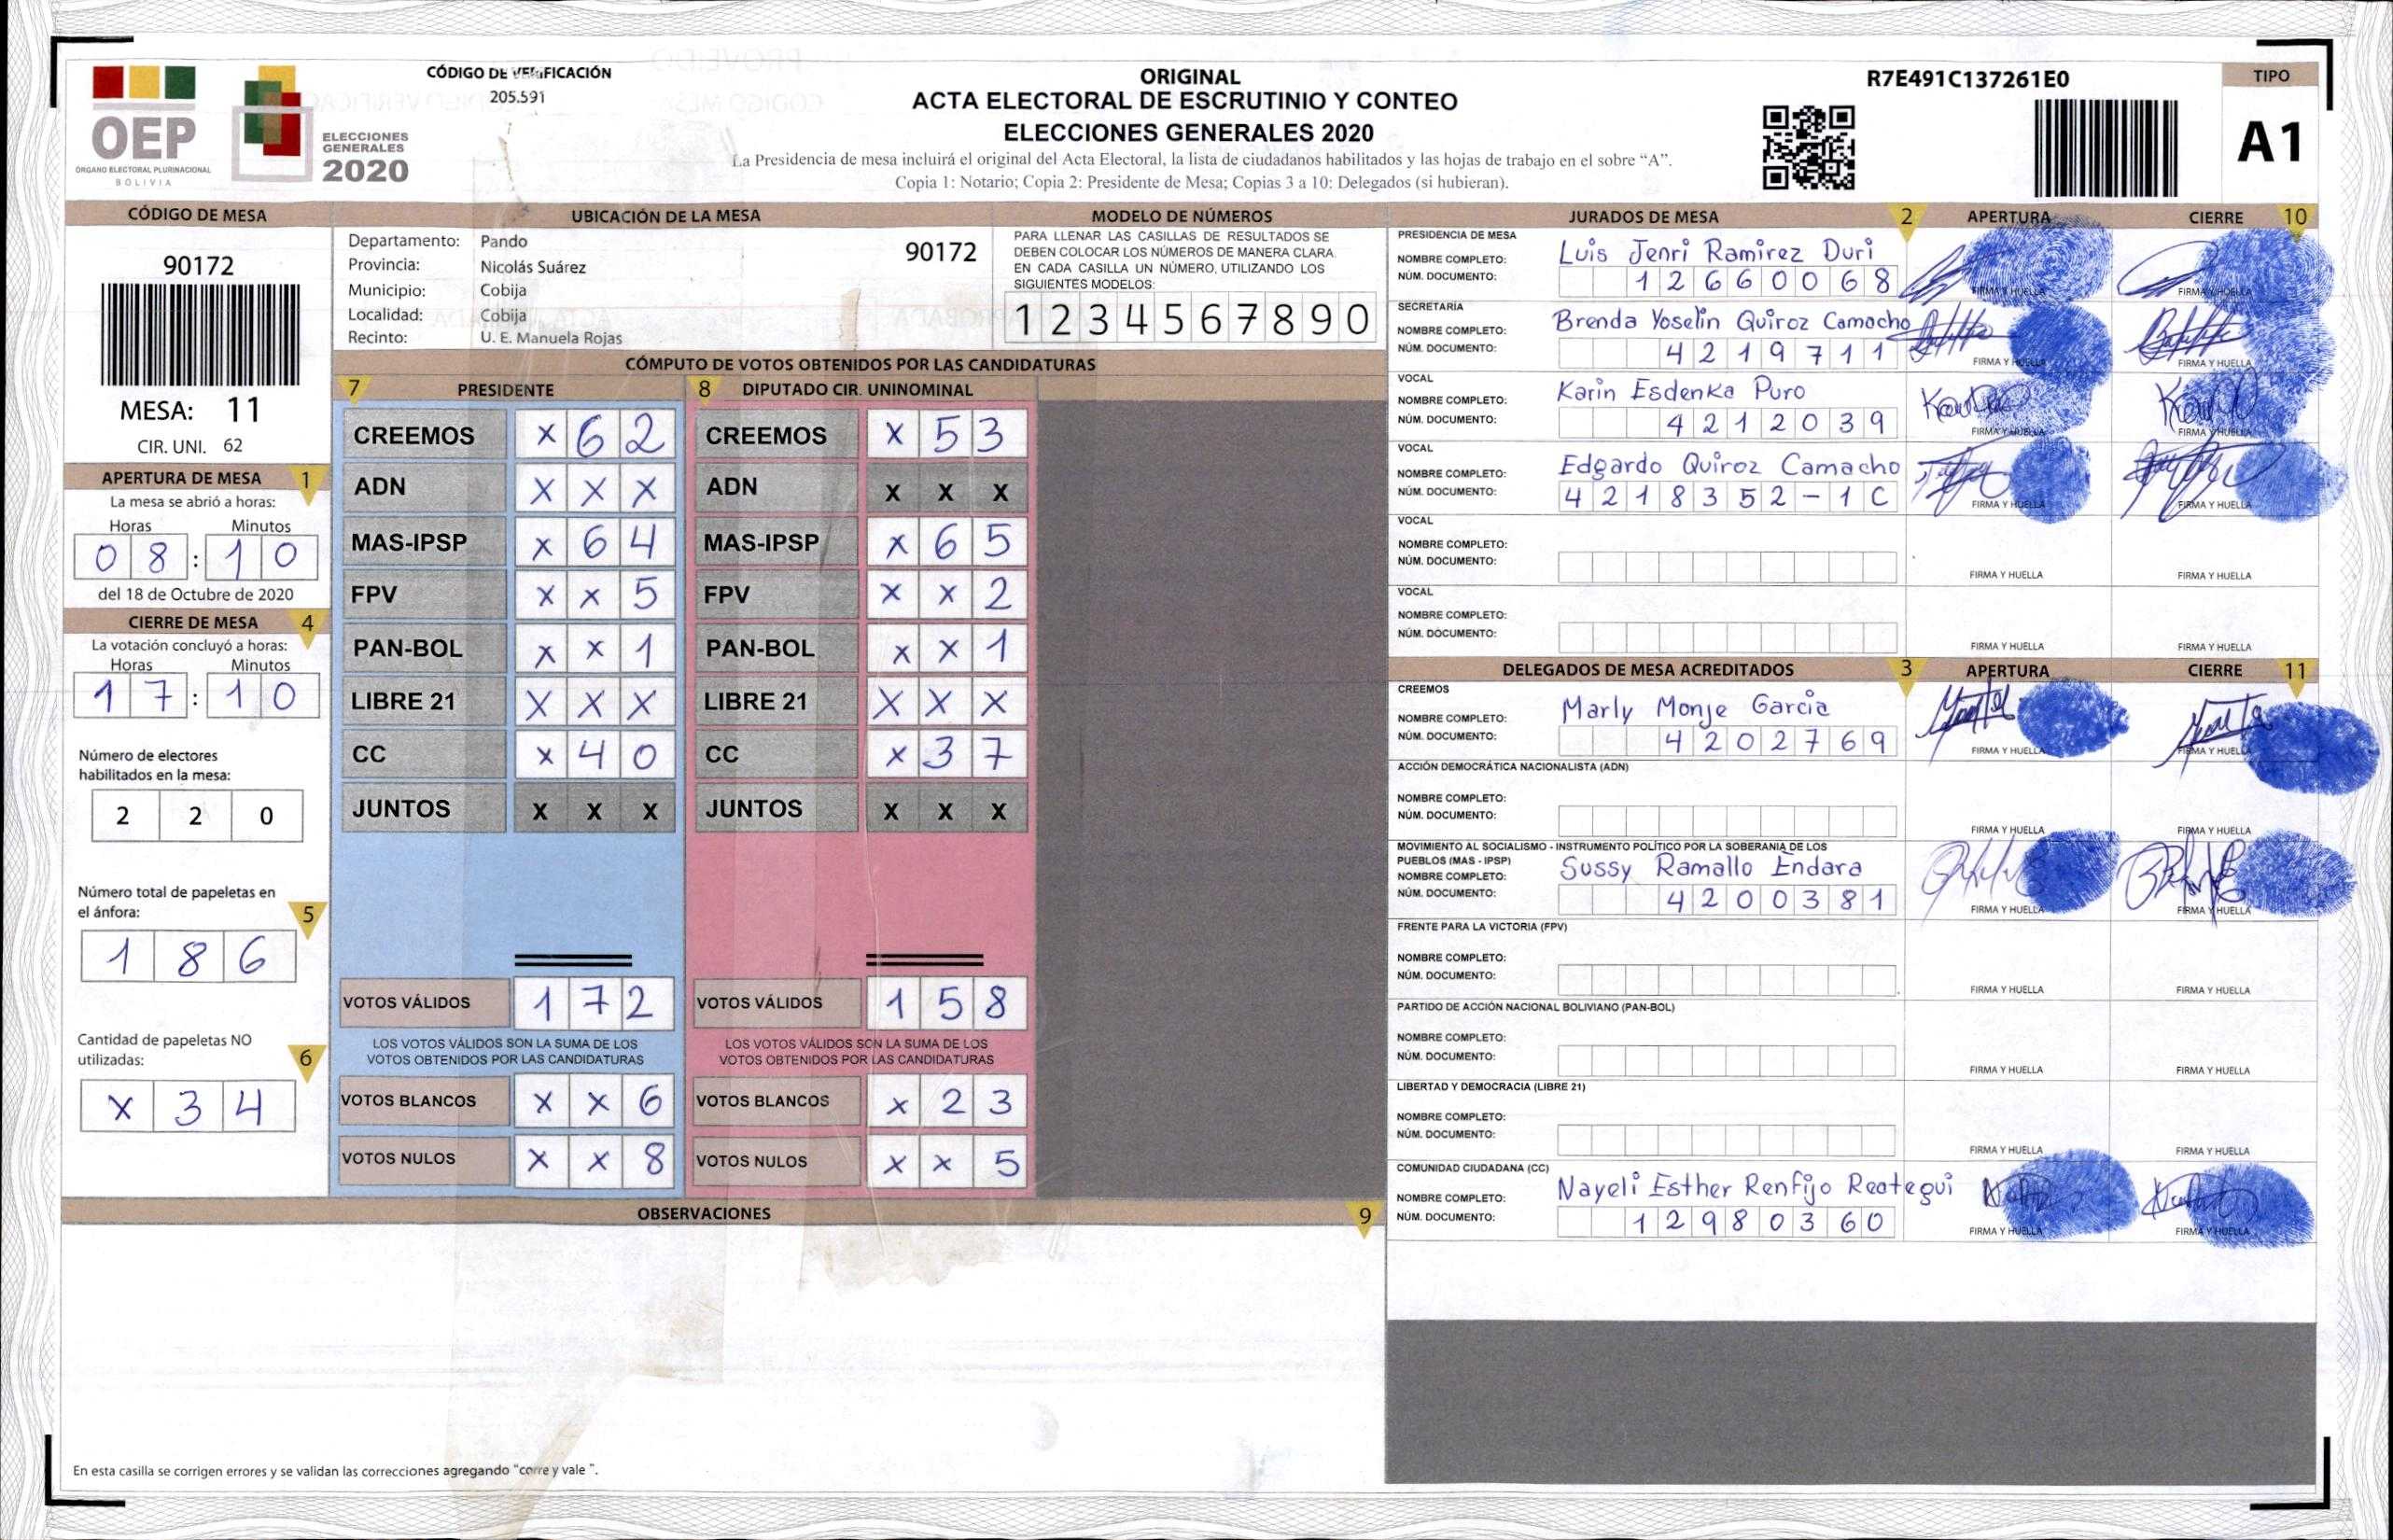 OEP
ÓRGANO ELECTORAL PLURINACIONAL
BOLIVIA
ELECCIONES
GENERALES
2020
CÓDIGO DE VERIFICACIÓN
205.591
ORIGINAL
ACTA ELECTORAL DE ESCRUTINIO Y CONTEO
ELECCIONES GENERALES 2020
La Presidencia de mesa incluirá el original del Acta Electoral, la lista de ciudadanos habilitados y las hojas de trabajo en el sobre “A”.
Copia 1: Notario; Copia 2: Presidente de Mesa; Copias 3 a 10: Delegados (si hubieran).
R7E491C137261E0
TIPO
A1
CÓDIGO DE MESA
90172
MESA: 11
CIR. UNI. 62
APERTURA DE MESA 1
La mesa se abrió a horas:
Horas Minutos
0 8 : 1 0
del 18 de Octubre de 2020
CIERRE DE MESA 4
La votación concluyó a horas:
Horas Minutos
1 7 : 1 0
Número de electores
habilitados en la mesa:
2 2 0
Número total de papeletas en
el ánfora: 5
1 8 6
Cantidad de papeletas NO
utilizadas: 6
X 3 4
UBICACIÓN DE LA MESA
Departamento: Pando 90172
Provincia: Nicolás Suárez
Municipio: Cobija
Localidad: Cobija
Recinto: U. E. Manuela Rojas
MODELO DE NÚMEROS
PARA LLENAR LAS CASILLAS DE RESULTADOS SE
DEBEN COLOCAR LOS NÚMEROS DE MANERA CLARA.
EN CADA CASILLA UN NÚMERO, UTILIZANDO LOS
SIGUIENTES MODELOS:
1 2 3 4 5 6 7 8 9 0
CÓMPUTO DE VOTOS OBTENIDOS POR LAS CANDIDATURAS
7 PRESIDENTE
CREEMOS X 6 2
ADN X X X
MAS-IPSP X 6 4
FPV X X 5
PAN-BOL X X 1
LIBRE 21 X X X
CC X 4 0
JUNTOS X X X
VOTOS VÁLIDOS 1 7 2
LOS VOTOS VÁLIDOS SON LA SUMA DE LOS
VOTOS OBTENIDOS POR LAS CANDIDATURAS
VOTOS BLANCOS X X 6
VOTOS NULOS X X 8
8 DIPUTADO CIR. UNINOMINAL
CREEMOS X 5 3
ADN X X X
MAS-IPSP X 6 5
FPV X X 2
PAN-BOL X X 1
LIBRE 21 X X X
CC X 3 7
JUNTOS X X X
VOTOS VÁLIDOS 1 5 8
LOS VOTOS VÁLIDOS SON LA SUMA DE LOS
VOTOS OBTENIDOS POR LAS CANDIDATURAS
VOTOS BLANCOS X 2 3
VOTOS NULOS X X 5
OBSERVACIONES 9
En esta casilla se corrigen errores y se validan las correcciones agregando "corre y vale ".
JURADOS DE MESA 2 APERTURA CIERRE 10
PRESIDENCIA DE MESA
NOMBRE COMPLETO: Luis Jenri Ramirez Duri
NÚM. DOCUMENTO: 1 2 6 6 0 0 6 8
FIRMA Y HUELLA FIRMA Y HUELLA
SECRETARÍA
NOMBRE COMPLETO: Brenda Yoselin Quiroz Camacho
NÚM. DOCUMENTO: 4 2 1 9 7 1 1
FIRMA Y HUELLA FIRMA Y HUELLA
VOCAL
NOMBRE COMPLETO: Karin Esdenka Puro
NÚM. DOCUMENTO: 4 2 1 2 0 3 9
FIRMA Y HUELLA FIRMA Y HUELLA
VOCAL
NOMBRE COMPLETO: Edgardo Quiroz Camacho
NÚM. DOCUMENTO: 4 2 1 8 3 5 2 - 1 C
FIRMA Y HUELLA FIRMA Y HUELLA
VOCAL
NOMBRE COMPLETO:
NÚM. DOCUMENTO:
FIRMA Y HUELLA FIRMA Y HUELLA
VOCAL
NOMBRE COMPLETO:
NÚM. DOCUMENTO:
FIRMA Y HUELLA FIRMA Y HUELLA
DELEGADOS DE MESA ACREDITADOS 3 APERTURA CIERRE 11
CREEMOS
NOMBRE COMPLETO: Marly Monje Garcia
NÚM. DOCUMENTO: 4 2 0 2 7 6 9
FIRMA Y HUELLA FIRMA Y HUELLA
ACCIÓN DEMOCRÁTICA NACIONALISTA (ADN)
NOMBRE COMPLETO:
NÚM. DOCUMENTO:
FIRMA Y HUELLA FIRMA Y HUELLA
MOVIMIENTO AL SOCIALISMO - INSTRUMENTO POLÍTICO POR LA SOBERANÍA DE LOS
PUEBLOS (MAS - IPSP)
NOMBRE COMPLETO: Sussy Ramallo Endara
NÚM. DOCUMENTO: 4 2 0 0 3 8 1
FIRMA Y HUELLA FIRMA Y HUELLA
FRENTE PARA LA VICTORIA (FPV)
NOMBRE COMPLETO:
NÚM. DOCUMENTO:
FIRMA Y HUELLA FIRMA Y HUELLA
PARTIDO DE ACCIÓN NACIONAL BOLIVIANO (PAN-BOL)
NOMBRE COMPLETO:
NÚM. DOCUMENTO:
FIRMA Y HUELLA FIRMA Y HUELLA
LIBERTAD Y DEMOCRACIA (LIBRE 21)
NOMBRE COMPLETO:
NÚM. DOCUMENTO:
FIRMA Y HUELLA FIRMA Y HUELLA
COMUNIDAD CIUDADANA (CC)
NOMBRE COMPLETO: Nayeli Esther Renfijo Reategui
NÚM. DOCUMENTO: 1 2 9 8 0 3 6 0
FIRMA Y HUELLA FIRMA Y HUELLA